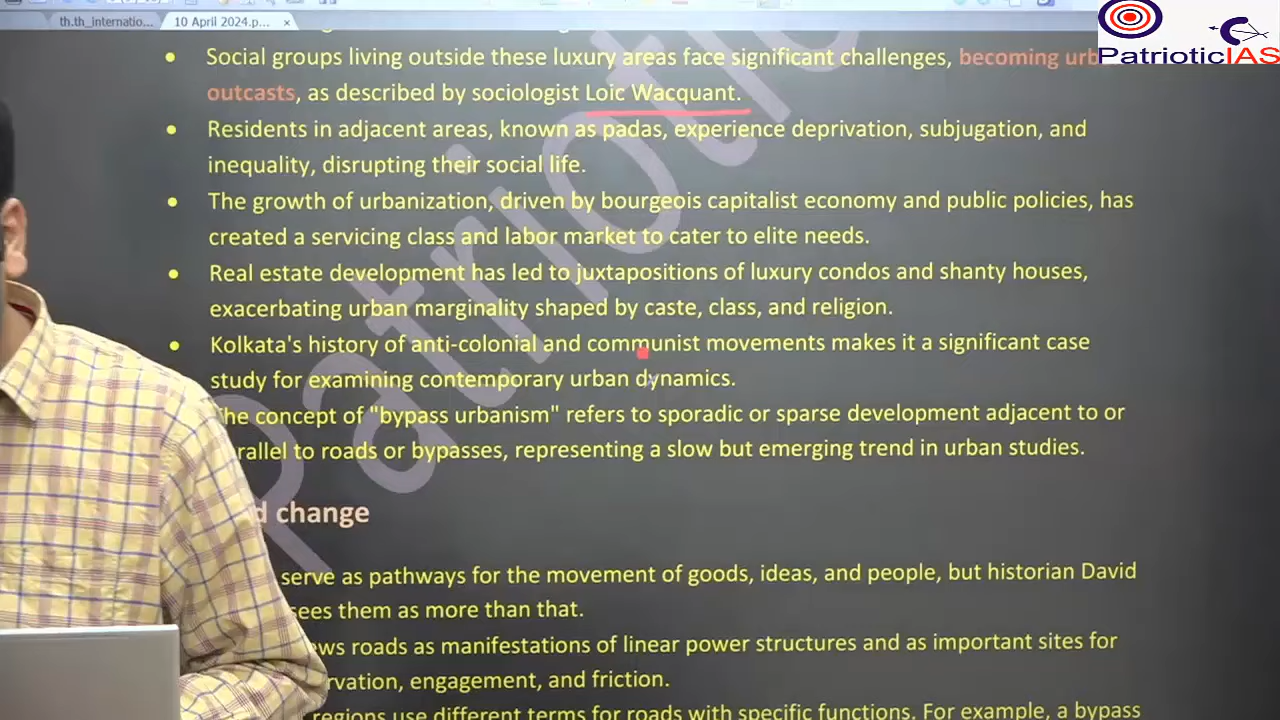 th.th_internatio...
10 April 2024.p...
×
PatrioticIAS
Social groups living outside these luxury areas face significant challenges, becoming urb
outcasts, as described by sociologist Loic Wacquant.
Residents in adjacent areas, known as padas, experience deprivation, subjugation, and
inequality, disrupting their social life.
The growth of urbanization, driven by bourgeois capitalist economy and public policies, has
created a servicing class and labor market to cater to elite needs.
Real estate development has led to juxtapositions of luxury condos and shanty houses,
exacerbating urban marginality shaped by caste, class, and religion.
Kolkata's history of anti-colonial and communist movements makes it a significant case
study for examining contemporary urban dynamics.
The concept of "bypass urbanism" refers to sporadic or sparse development adjacent to or
rallel to roads or bypasses, representing a slow but emerging trend in urban studies.
d change
serve as pathways for the movement of goods, ideas, and people, but historian David
sees them as more than that.
ws roads as manifestations of linear power structures and as important sites for
rvation, engagement, and friction.
regions use different terms for roads with specific functions. For example, a bypass
Patrioti